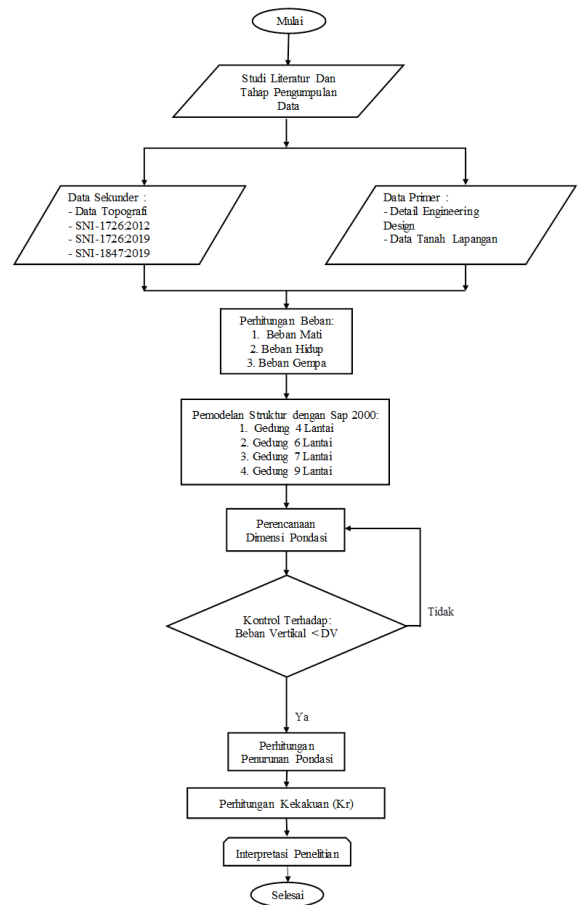 Mulai
Studi Literatur Dan
Tahap Pengumpulan
Data
Data Sekunder :
- Data Topografi
- SNI-1726:2012
- SNI-1726:2019
- SNI-1847:2019
Data Primer :
- Detail Engineering
Design
- Data Tanah Lapangan
Perhitungan Beban:
1. Beban Mati
2. Beban Hidup
3. Beban Gempa
Pemodelan Struktur dengan Sap 2000:
1. Gedung 4 Lantai
2. Gedung 6 Lantai
3. Gedung 7 Lantai
4. Gedung 9 Lantai
Perencanaan
Dimensi Pondasi
Kontrol Terhadap:
Beban Vertikal < DV
Tidak
Ya
Perhitungan
Penurunan Pondasi
Perhitungan Kekakuan (Kr)
Interpretasi Penelitian
Selesai